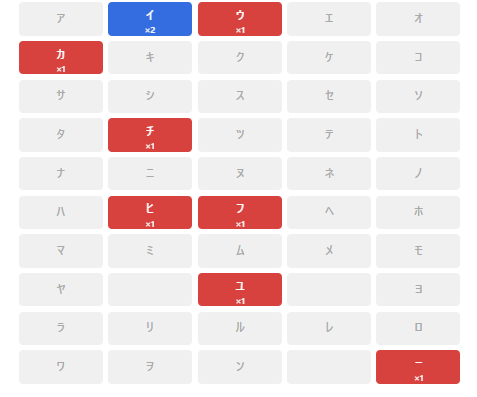 ア イ ウ エ オ
×2 ×1
カ キ ク ケ コ
×1
サ シ ス セ ソ
タ チ ツ テ ト
×1
ナ ニ ヌ ネ ノ
ハ ヒ フ ヘ ホ
×1 ×1
マ ミ ム メ モ
ヤ ユ ヨ
×1
ラ リ ル レ ロ
ワ ヲ ン ー
×1